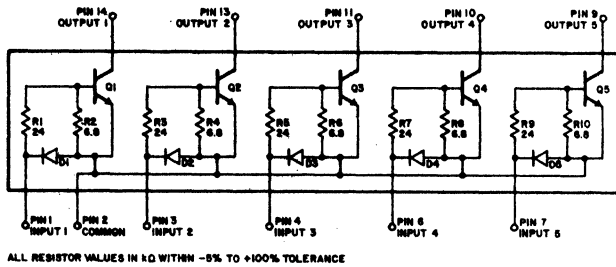 PIN 14
OUTPUT 1
PIN 13
OUTPUT 2
PIN 11
OUTPUT 3
PIN 10
OUTPUT 4
PIN 9
OUTPUT 5
Q1
Q2
Q3
Q4
Q5
R1
24
R2
6.8
R3
24
R4
6.8
R5
24
R6
6.8
R7
24
R8
6.8
R9
24
R10
6.8
D1
D2
D3
D4
D5
PIN 1
INPUT 1
PIN 2
COMMON
PIN 3
INPUT 2
PIN 4
INPUT 3
PIN 6
INPUT 4
PIN 7
INPUT 5
ALL RESISTOR VALUES IN kΩ WITHIN -5% TO +100% TOLERANCE